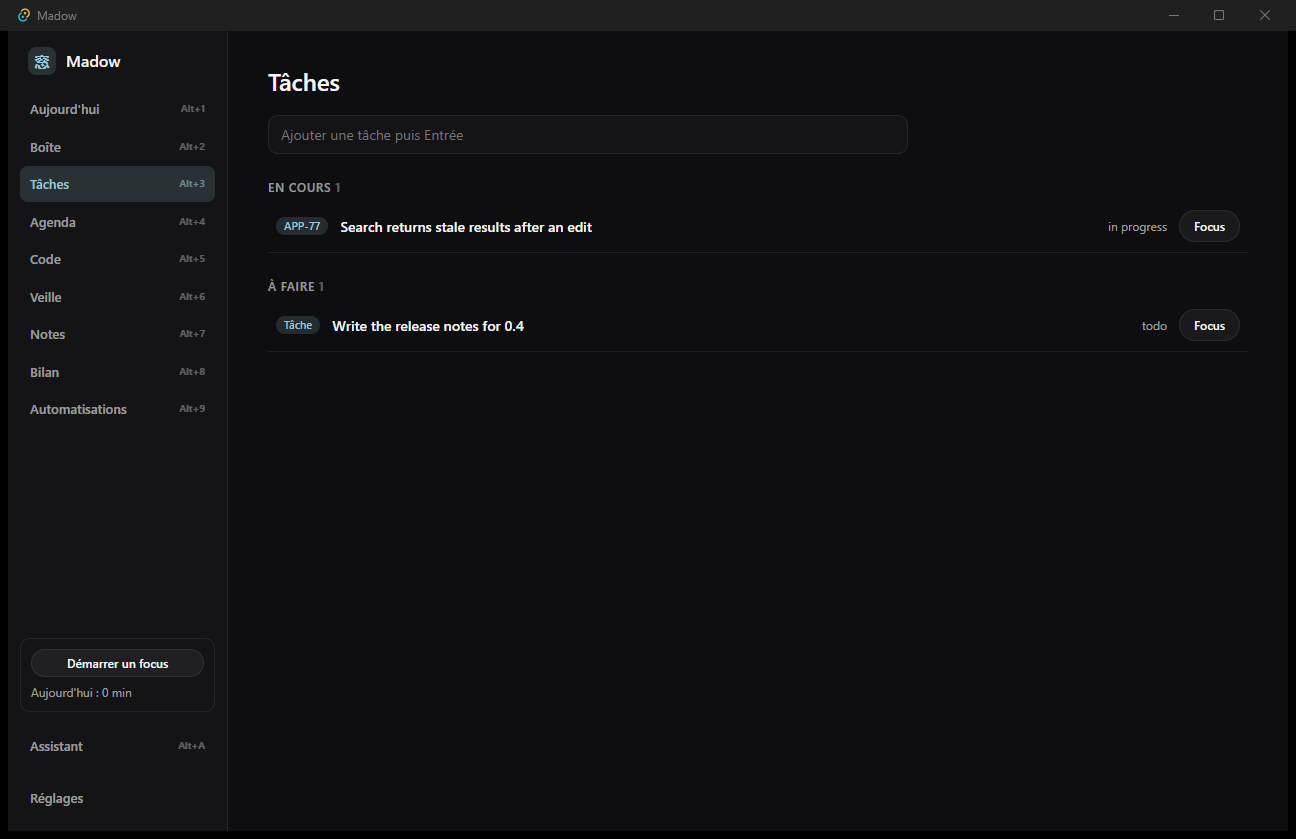 Madow
窓 Madow
Aujourd'hui Alt+1
Boîte Alt+2
Tâches Alt+3
Agenda Alt+4
Code Alt+5
Veille Alt+6
Notes Alt+7
Bilan Alt+8
Automatisations Alt+9
Démarrer un focus
Aujourd'hui : 0 min
Assistant Alt+A
Réglages
Tâches
Ajouter une tâche puis Entrée
EN COURS 1
APP-77 Search returns stale results after an edit in progress Focus
À FAIRE 1
Tâche Write the release notes for 0.4 todo Focus